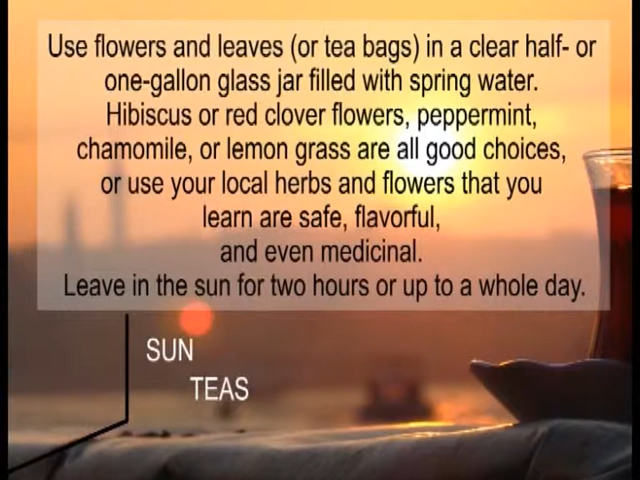 Use flowers and leaves (or tea bags) in a clear half- or
one-gallon glass jar filled with spring water.
Hibiscus or red clover flowers, peppermint,
chamomile, or lemon grass are all good choices,
or use your local herbs and flowers that you
learn are safe, flavorful,
and even medicinal.
Leave in the sun for two hours or up to a whole day.
SUN
TEAS